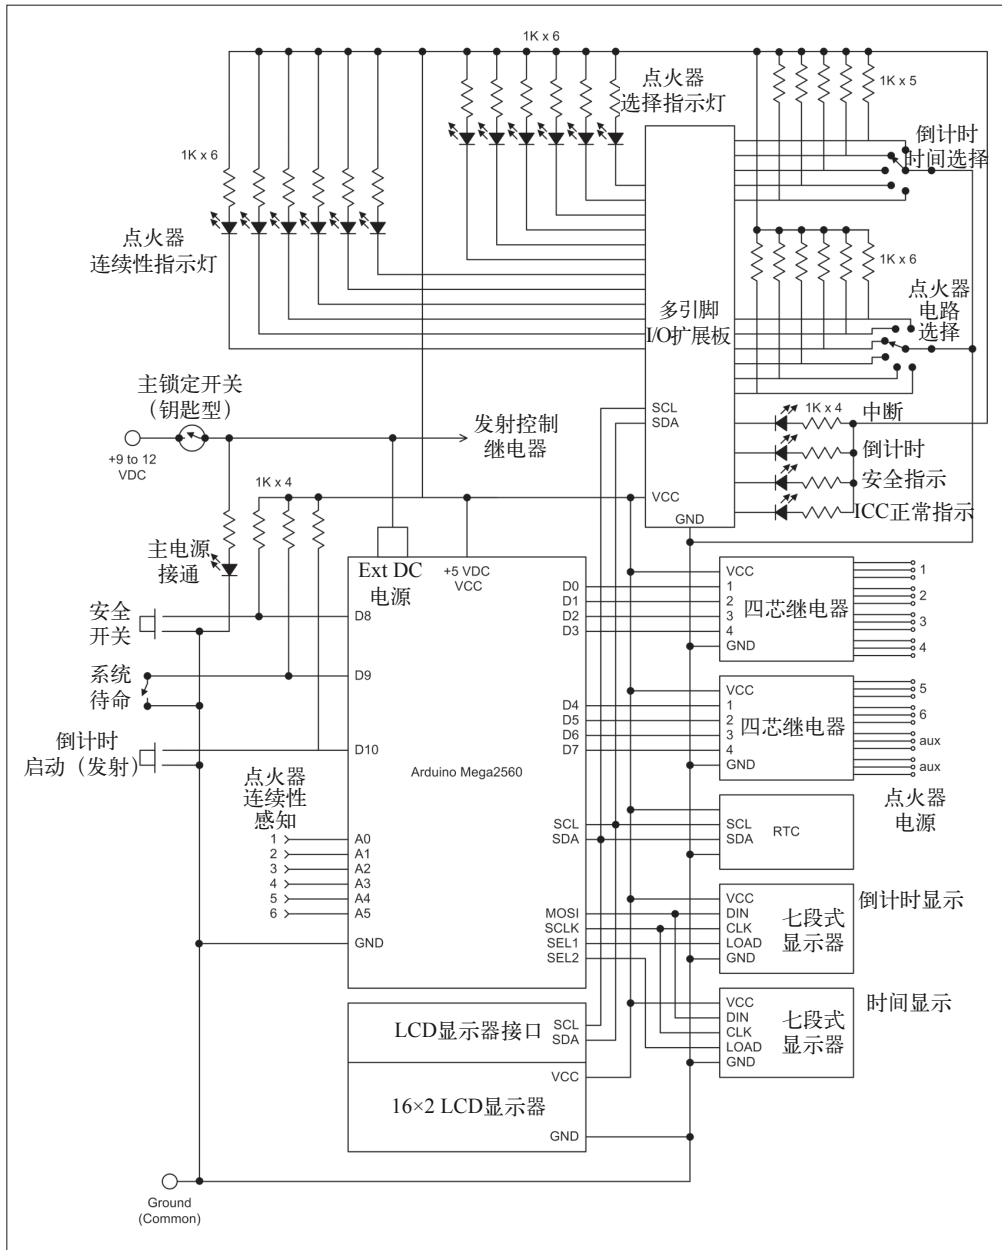 1K x 6
点火器
选择指示灯
1K x 5
倒计时
时间选择
1K x 6
点火器
连续性指示灯
1K x 6
点火器
电路
选择
多引脚
I/O扩展板
主锁定开关
（钥匙型）
+9 to 12
VDC
发射控制
继电器
SCL
SDA
VCC
GND
1K x 4
中断
倒计时
安全指示
ICC正常指示
1K x 4
主电源
接通
Ext DC
电源
+5 VDC
VCC
安全
开关
系统
待命
倒计时
启动（发射）
D8
D9
D10
D0
D1
D2
D3
D4
D5
D6
D7
Arduino Mega2560
点火器
连续性
感知
1
2
3
4
5
6
A0
A1
A2
A3
A4
A5
GND
SCL
SDA
MOSI
SCLK
SEL1
SEL2
VCC
1
2
3
4
GND
四芯继电器
1
2
3
4
VCC
1
2
3
4
GND
四芯继电器
5
6
aux
aux
点火器
电源
SCL
SDA
RTC
VCC
DIN
CLK
LOAD
GND
七段式
显示器
倒计时显示
VCC
DIN
CLK
LOAD
GND
七段式
显示器
时间显示
LCD显示器接口
SCL
SDA
VCC
16×2 LCD显示器
GND
Ground
(Common)